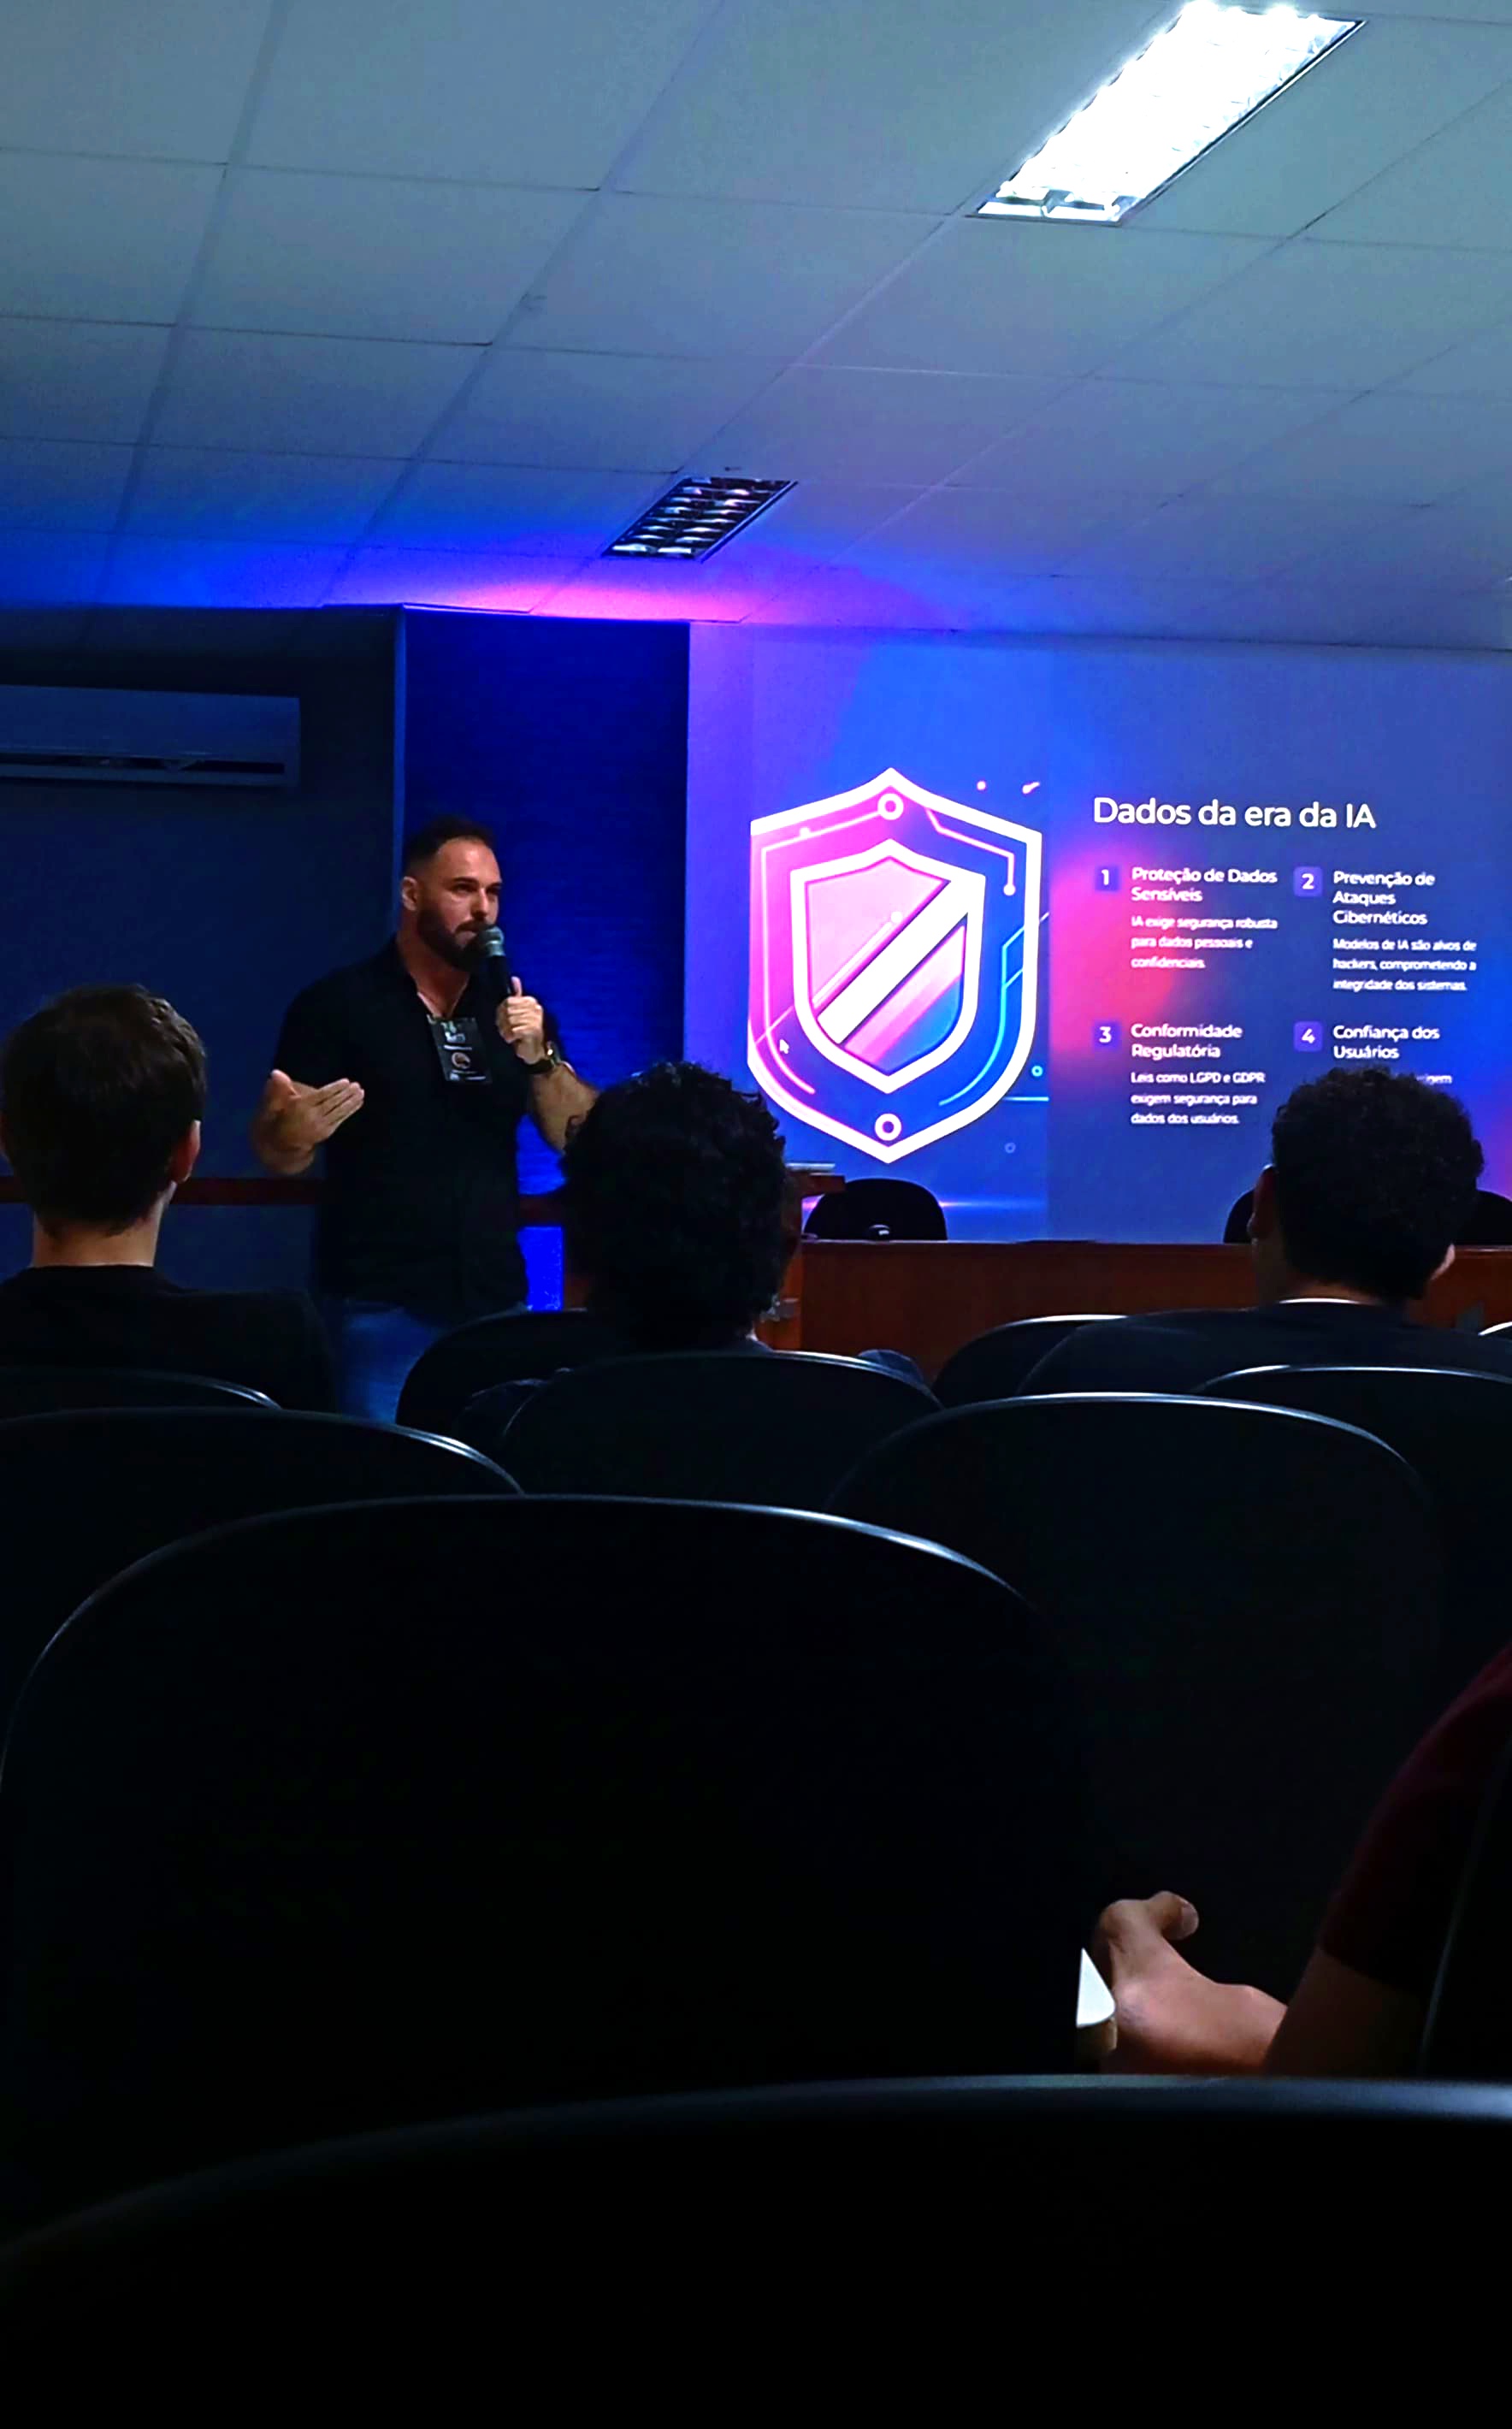 Dados da era da IA
1
Proteção de Dados
Sensíveis
IA exige segurança robusta
para dados pessoais e
confidenciais.
2
Prevenção de
Ataques
Cibernéticos
Modelos de IA são alvos de
hackers, comprometendo a
integridade dos sistemas.
3
Conformidade
Regulatória
Leis como LGPD e GDPR
exigem segurança para
dados dos usuários.
4
Confiança dos
Usuários